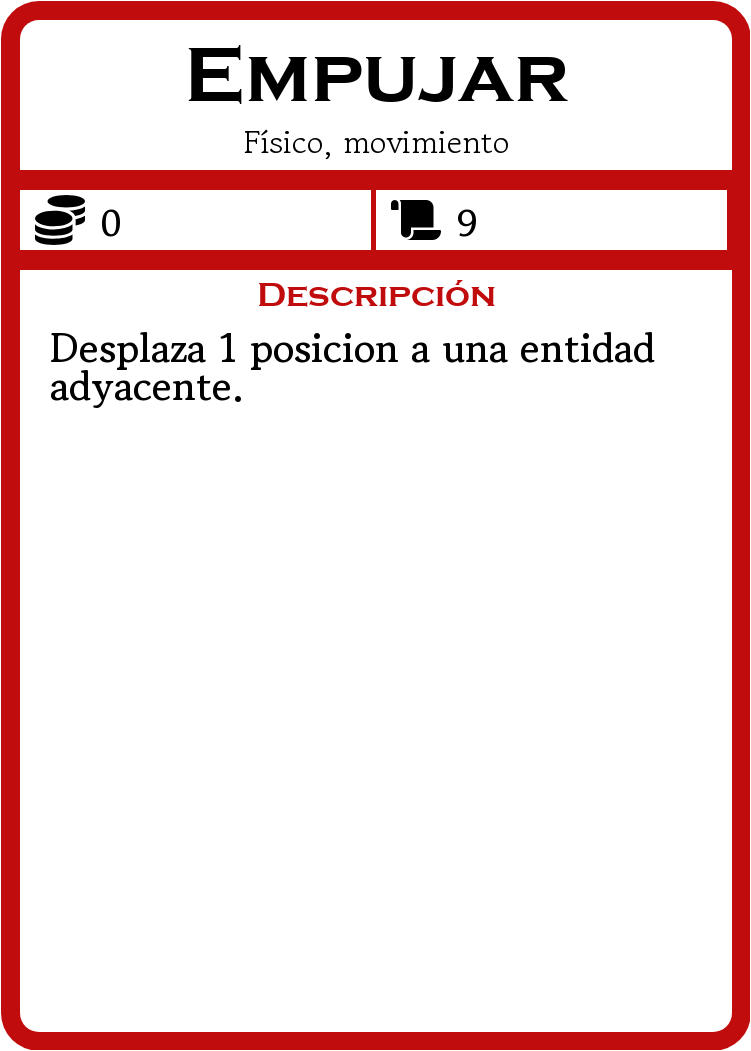 Empujar
Físico, movimiento
0
9
Descripción
Desplaza 1 posicion a una entidad
adyacente.